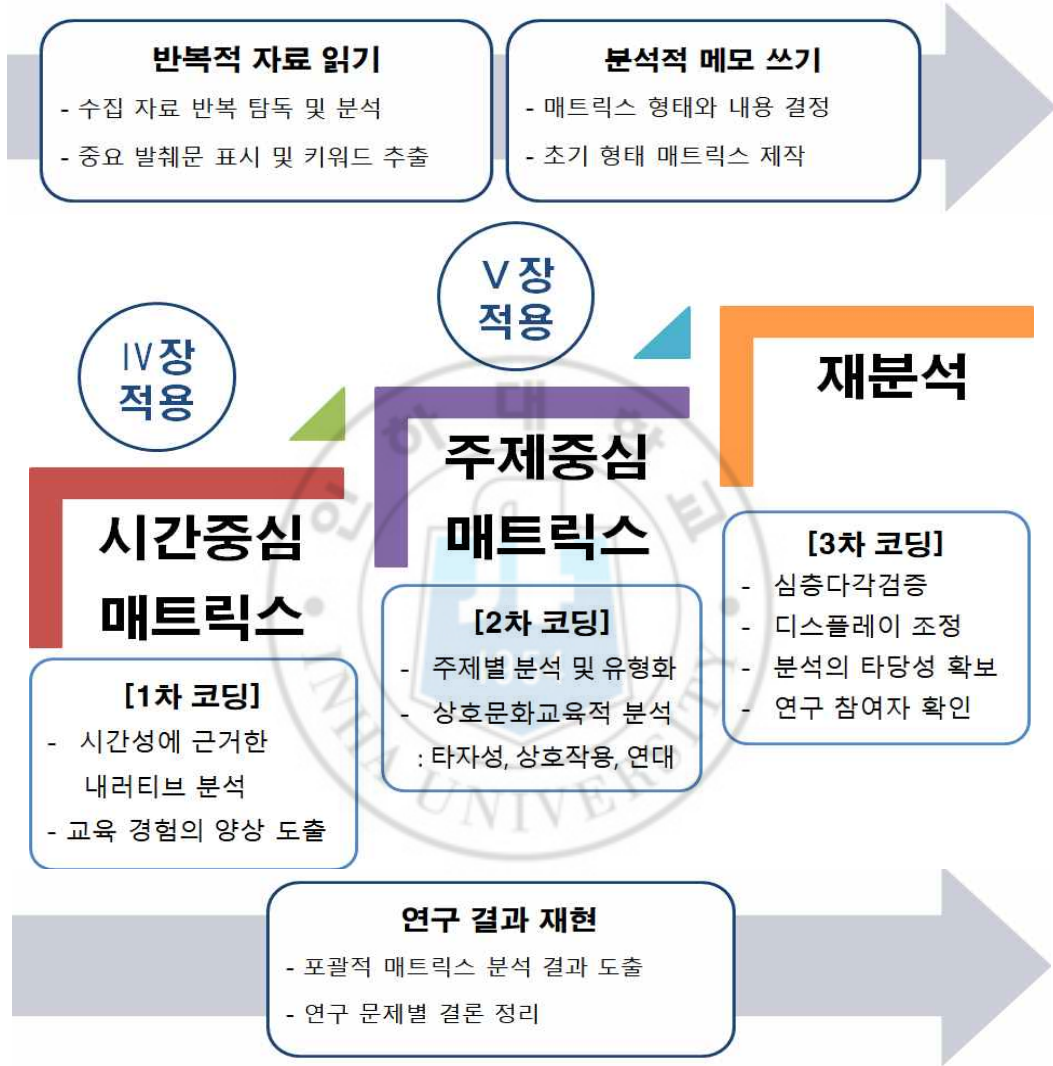 반복적 자료 읽기
- 수집 자료 반복 탐독 및 분석
- 중요 발췌문 표시 및 키워드 추출
분석적 메모 쓰기
- 매트릭스 형태와 내용 결정
- 초기 형태 매트릭스 제작
Ⅳ장
적용
시간중심
매트릭스
[1차 코딩]
- 시간성에 근거한
내러티브 분석
- 교육 경험의 양상 도출
Ⅴ장
적용
주제중심
매트릭스
[2차 코딩]
- 주제별 분석 및 유형화
- 상호문화교육적 분석
: 타자성, 상호작용, 연대
재분석
[3차 코딩]
- 심층다각검증
- 디스플레이 조정
- 분석의 타당성 확보
- 연구 참여자 확인
인하대학교
1954
INHA UNIVERSITY
연구 결과 재현
- 포괄적 매트릭스 분석 결과 도출
- 연구 문제별 결론 정리